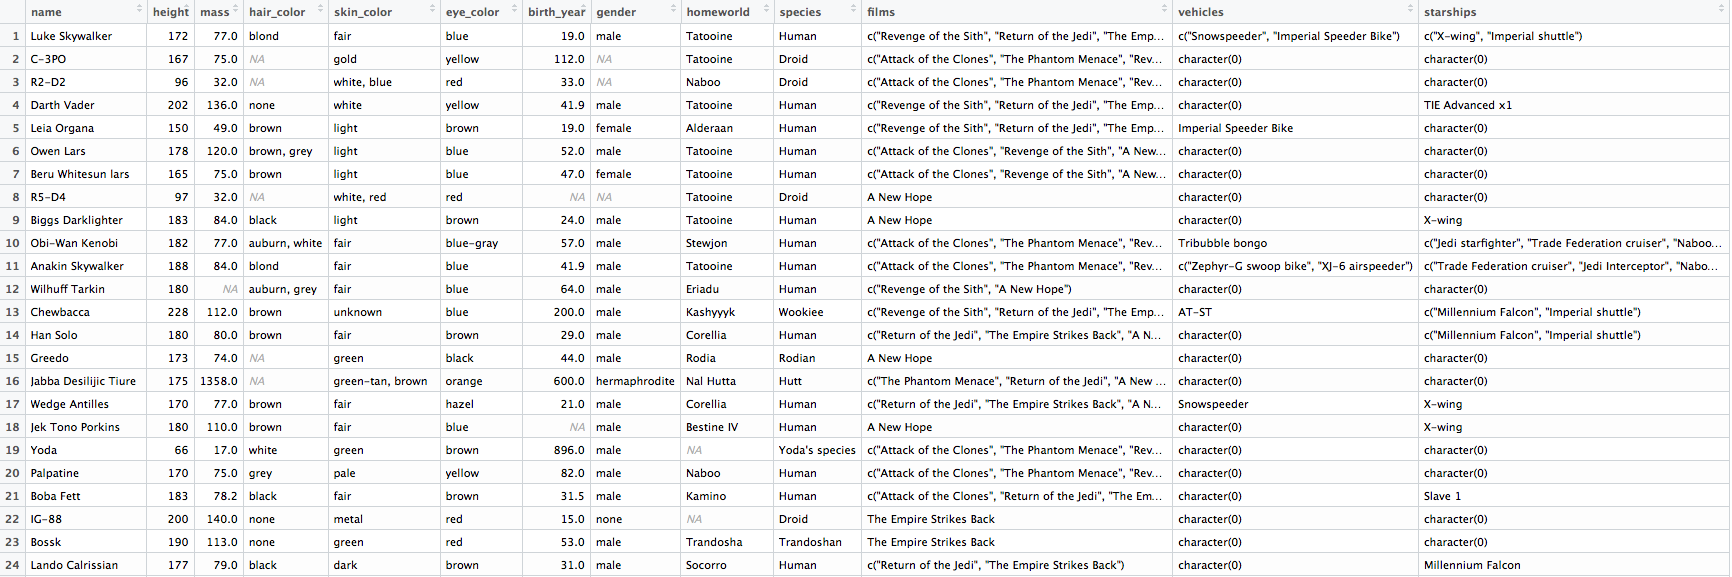 name height mass hair_color skin_color eye_color birth_year gender homeworld species films vehicles starships
1 Luke Skywalker 172 77.0 blond fair blue 19.0 male Tatooine Human c("Revenge of the Sith", "Return of the Jedi", "The Emp... c("Snowspeeder", "Imperial Speeder Bike") c("X-wing", "Imperial shuttle")
2 C-3PO 167 75.0 NA gold yellow 112.0 NA Tatooine Droid c("Attack of the Clones", "The Phantom Menace", "Rev... character(0) character(0)
3 R2-D2 96 32.0 NA white, blue red 33.0 NA Naboo Droid c("Attack of the Clones", "The Phantom Menace", "Rev... character(0) character(0)
4 Darth Vader 202 136.0 none white yellow 41.9 male Tatooine Human c("Revenge of the Sith", "Return of the Jedi", "The Emp... character(0) TIE Advanced x1
5 Leia Organa 150 49.0 brown light brown 19.0 female Alderaan Human c("Revenge of the Sith", "Return of the Jedi", "The Emp... Imperial Speeder Bike character(0)
6 Owen Lars 178 120.0 brown, grey light blue 52.0 male Tatooine Human c("Attack of the Clones", "Revenge of the Sith", "A New... character(0) character(0)
7 Beru Whitesun lars 165 75.0 brown light blue 47.0 female Tatooine Human c("Attack of the Clones", "Revenge of the Sith", "A New... character(0) character(0)
8 R5-D4 97 32.0 NA white, red red NA NA Tatooine Droid A New Hope character(0) character(0)
9 Biggs Darklighter 183 84.0 black light brown 24.0 male Tatooine Human A New Hope character(0) X-wing
10 Obi-Wan Kenobi 182 77.0 auburn, white fair blue-gray 57.0 male Stewjon Human c("Attack of the Clones", "The Phantom Menace", "Rev... Tribubble bongo c("Jedi starfighter", "Trade Federation cruiser", "Naboo...
11 Anakin Skywalker 188 84.0 blond fair blue 41.9 male Tatooine Human c("Attack of the Clones", "The Phantom Menace", "Rev... c("Zephyr-G swoop bike", "XJ-6 airspeeder") c("Trade Federation cruiser", "Jedi Interceptor", "Nabo...
12 Wilhuff Tarkin 180 NA auburn, grey fair blue 64.0 male Eriadu Human c("Revenge of the Sith", "A New Hope") character(0) character(0)
13 Chewbacca 228 112.0 brown unknown blue 200.0 male Kashyyyk Wookiee c("Revenge of the Sith", "Return of the Jedi", "The Emp... AT-ST c("Millennium Falcon", "Imperial shuttle")
14 Han Solo 180 80.0 brown fair brown 29.0 male Corellia Human c("Return of the Jedi", "The Empire Strikes Back", "A N... character(0) c("Millennium Falcon", "Imperial shuttle")
15 Greedo 173 74.0 NA green black 44.0 male Rodia Rodian A New Hope character(0) character(0)
16 Jabba Desilijic Tiure 175 1358.0 NA green-tan, brown orange 600.0 hermaphrodite Nal Hutta Hutt c("The Phantom Menace", "Return of the Jedi", "A New ... character(0) character(0)
17 Wedge Antilles 170 77.0 brown fair hazel 21.0 male Corellia Human c("Return of the Jedi", "The Empire Strikes Back", "A N... Snowspeeder X-wing
18 Jek Tono Porkins 180 110.0 brown fair blue NA male Bestine IV Human A New Hope character(0) X-wing
19 Yoda 66 17.0 white green brown 896.0 male NA Yoda's species c("Attack of the Clones", "The Phantom Menace", "Rev... character(0) character(0)
20 Palpatine 170 75.0 grey pale yellow 82.0 male Naboo Human c("Attack of the Clones", "The Phantom Menace", "Rev... character(0) character(0)
21 Boba Fett 183 78.2 black fair brown 31.5 male Kamino Human c("Attack of the Clones", "Return of the Jedi", "The Em... character(0) Slave 1
22 IG-88 200 140.0 none metal red 15.0 none NA Droid The Empire Strikes Back character(0) character(0)
23 Bossk 190 113.0 none green red 53.0 male Trandosha Trandoshan The Empire Strikes Back character(0) character(0)
24 Lando Calrissian 177 79.0 black dark brown 31.0 male Socorro Human c("Return of the Jedi", "The Empire Strikes Back") character(0) Millennium Falcon